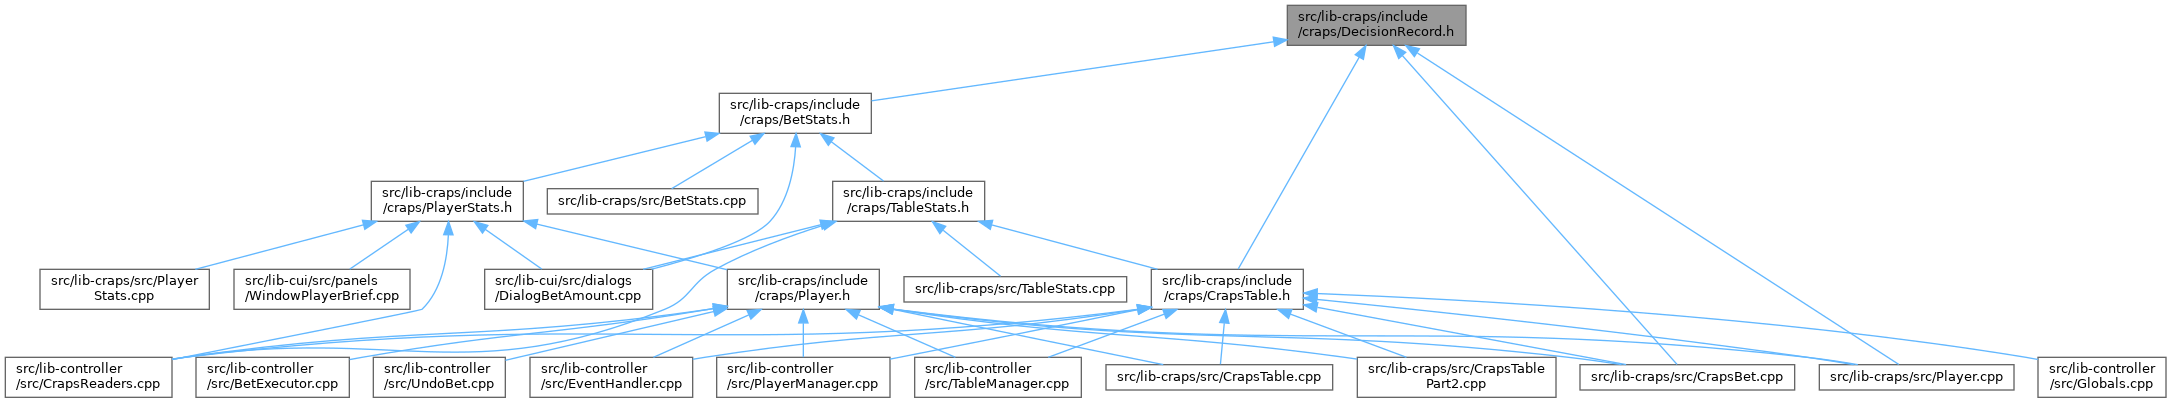 src/lib-craps/include
/craps/DecisionRecord.h
src/lib-craps/include
/craps/BetStats.h
src/lib-craps/include
/craps/PlayerStats.h
src/lib-craps/src/BetStats.cpp
src/lib-craps/include
/craps/TableStats.h
src/lib-craps/src/Player
Stats.cpp
src/lib-cui/src/panels
/WindowPlayerBrief.cpp
src/lib-cui/src/dialogs
/DialogBetAmount.cpp
src/lib-craps/include
/craps/Player.h
src/lib-craps/src/TableStats.cpp
src/lib-craps/include
/craps/CrapsTable.h
src/lib-controller
/src/CrapsReaders.cpp
src/lib-controller
/src/BetExecutor.cpp
src/lib-controller
/src/UndoBet.cpp
src/lib-controller
/src/EventHandler.cpp
src/lib-controller
/src/PlayerManager.cpp
src/lib-controller
/src/TableManager.cpp
src/lib-craps/src/CrapsTable.cpp
src/lib-craps/src/CrapsTable
Part2.cpp
src/lib-craps/src/CrapsBet.cpp
src/lib-craps/src/Player.cpp
src/lib-controller
/src/Globals.cpp